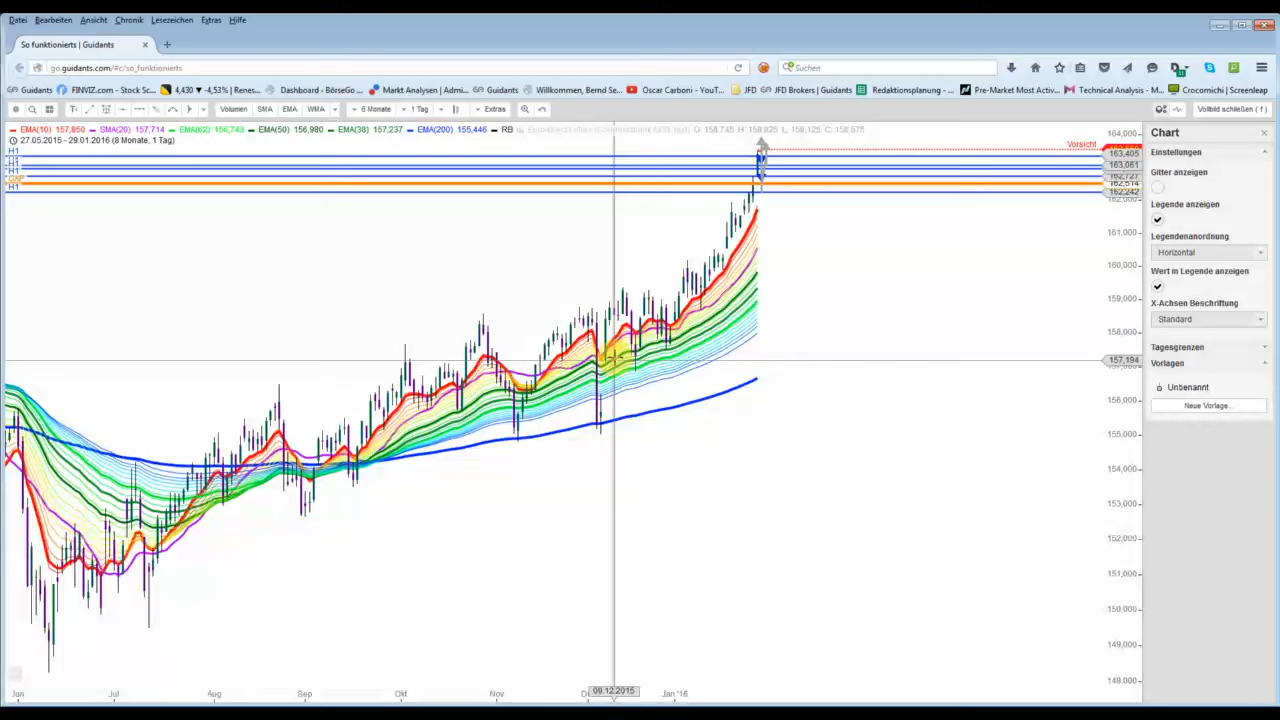 Datei Bearbeiten Ansicht Chronik Lesezeichen Extras Hilfe
So funktionierts | Guidants
go.guidants.com/#c/so_funktionierts
Suchen
Guidants FINVIZ.com - Stock Sc... 4,430 -4,53% | Renes... Dashboard - BörseGo ... Markt Analysen | Admi... Guidants Willkommen, Bernd Se... Oscar Carboni - YouT... JFD JFD Brokers | Guidants Redaktionsplanung - ... Pre-Market Most Activ... Technical Analysis - M... Crocomichi | Screenleap
Volumen SMA EMA WMA 6 Monate 1 Tag Extras Vollbild schließen ( f )
EMA(10) 157,850 SMA(20) 157,714 EMA(62) 156,743 EMA(50) 156,980 EMA(38) 157,237 EMA(200) 155,446 RB
27.05.2015 - 29.01.2016 (8 Monate, 1 Tag)
Vorsicht
H1
H1
H1
164,000
163,405
163,061
162,727
162,514
162,242
162,000
161,000
160,000
159,000
158,000
157,194
156,000
155,000
154,000
153,000
152,000
151,000
150,000
149,000
148,000
Jun Jul Aug Sep Okt Nov 09.12.2015 Jan '16
Chart
Einstellungen
Gitter anzeigen
Legende anzeigen
Legendenanordnung
Horizontal
Wert in Legende anzeigen
X-Achsen Beschriftung
Standard
Tagesgrenzen
Vorlagen
Unbenannt
Neue Vorlage...